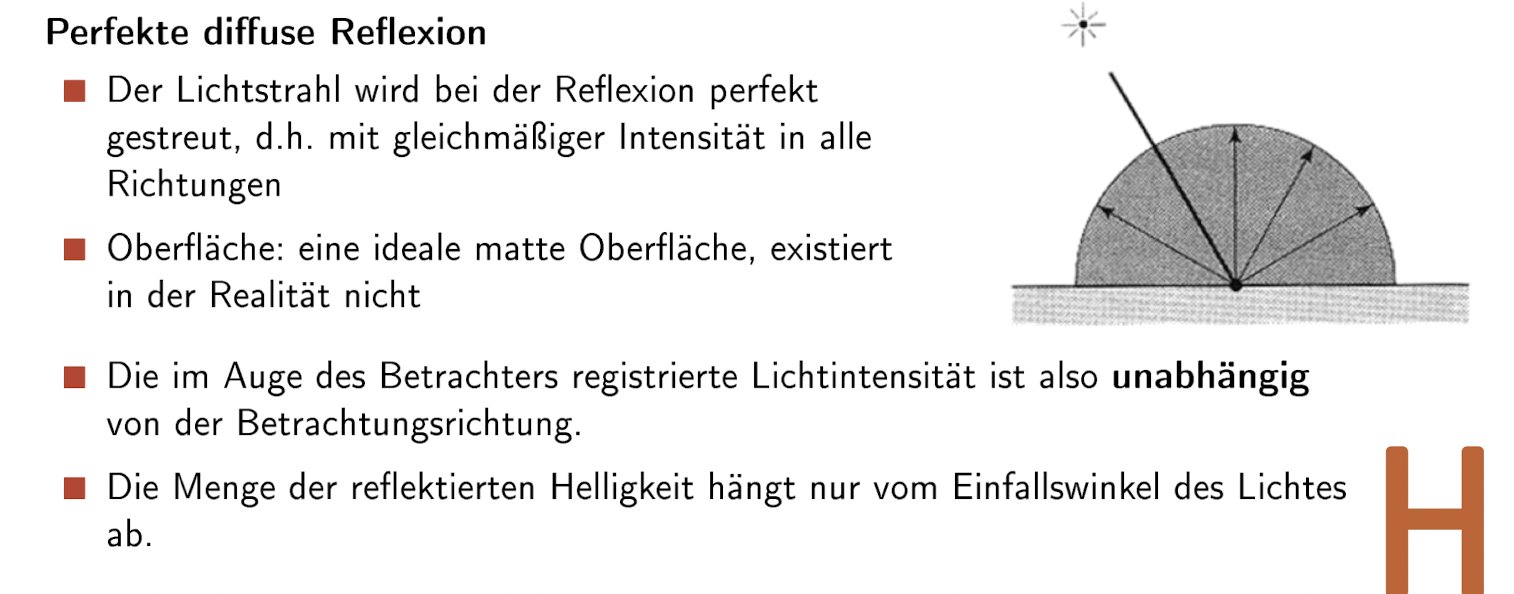 Perfekte diffuse Reflexion
Der Lichtstrahl wird bei der Reflexion perfekt
gestreut, d.h. mit gleichmäßiger Intensität in alle
Richtungen
Oberfläche: eine ideale matte Oberfläche, existiert
in der Realität nicht
Die im Auge des Betrachters registrierte Lichtintensität ist also unabhängig
von der Betrachtungsrichtung.
Die Menge der reflektierten Helligkeit hängt nur vom Einfallswinkel des Lichtes
ab.
H